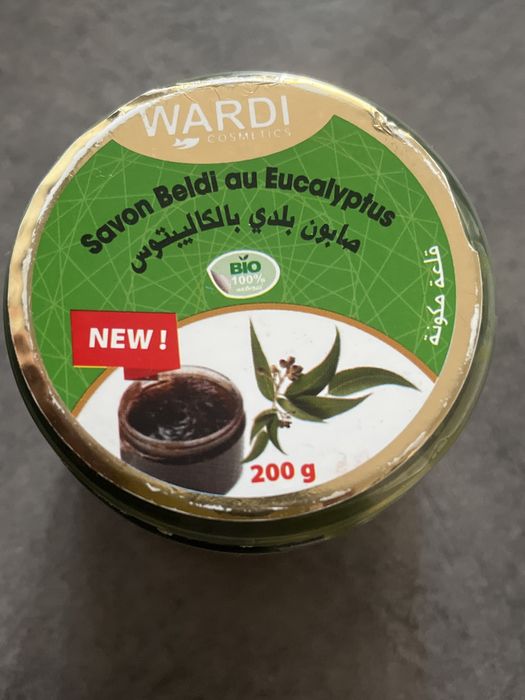 WARDI
COSMETICS
Savon Beldi au Eucalyptus
صابون بلدي بالكاليبتوس
BIO
100%
قلعة مكونة
NEW !
200 g